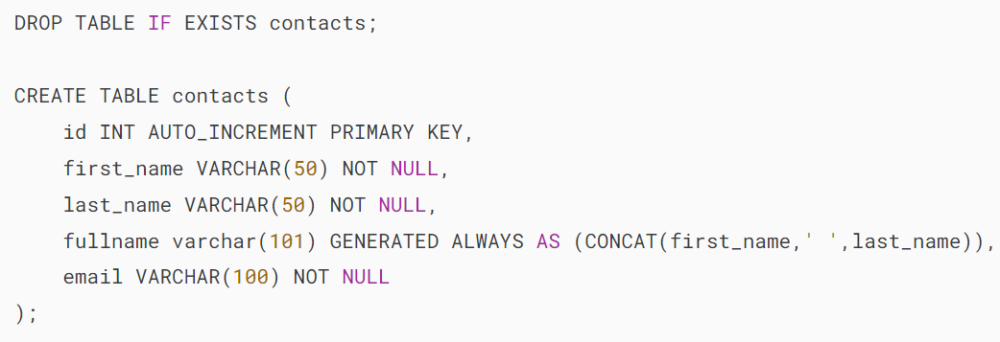 DROP TABLE IF EXISTS contacts;
CREATE TABLE contacts (
id INT AUTO_INCREMENT PRIMARY KEY,
first_name VARCHAR(50) NOT NULL,
last_name VARCHAR(50) NOT NULL,
fullname varchar(101) GENERATED ALWAYS AS (CONCAT(first_name,' ',last_name)),
email VARCHAR(100) NOT NULL
);